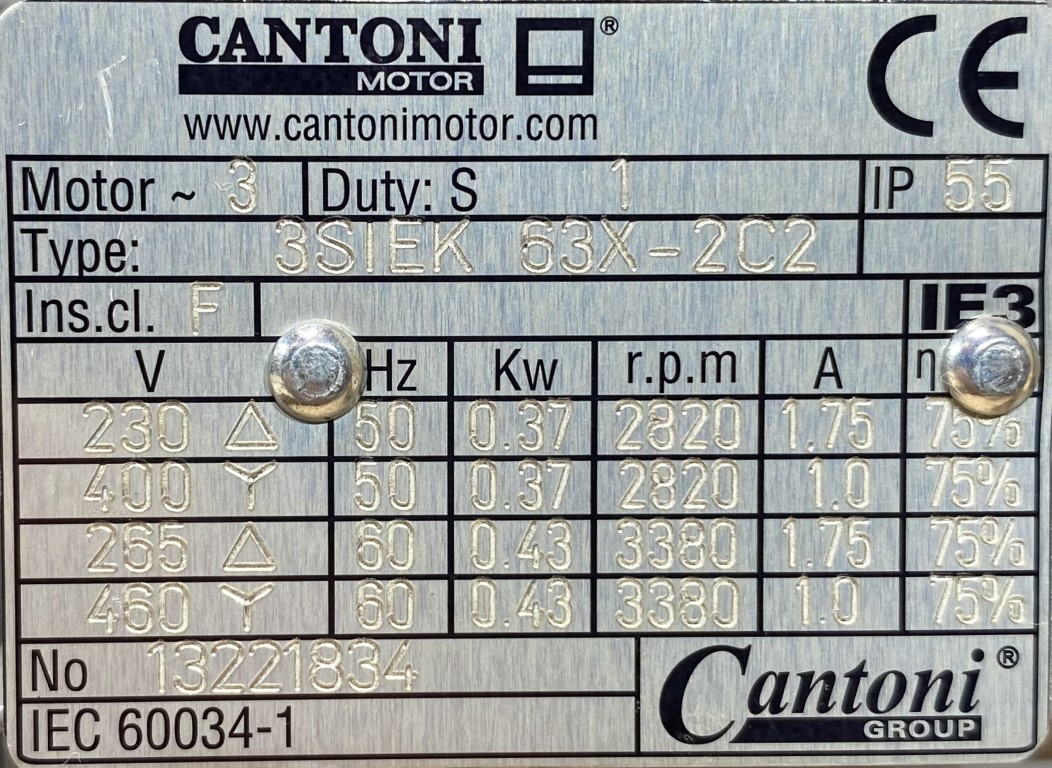 CANTONI ®
MOTOR
CE
www.cantonimotor.com
Motor ~ 3 Duty: S 1 IP 55
Type: 3SIEK 63X-2C2
Ins.cl. F IE3
V Hz Kw r.p.m A η
230 △ 50 0.37 2820 1.75 75%
400 Y 50 0.37 2820 1.0 75%
265 △ 60 0.43 3380 1.75 75%
460 Y 60 0.43 3380 1.0 75%
No 13221834
IEC 60034-1
Cantoni ®
GROUP